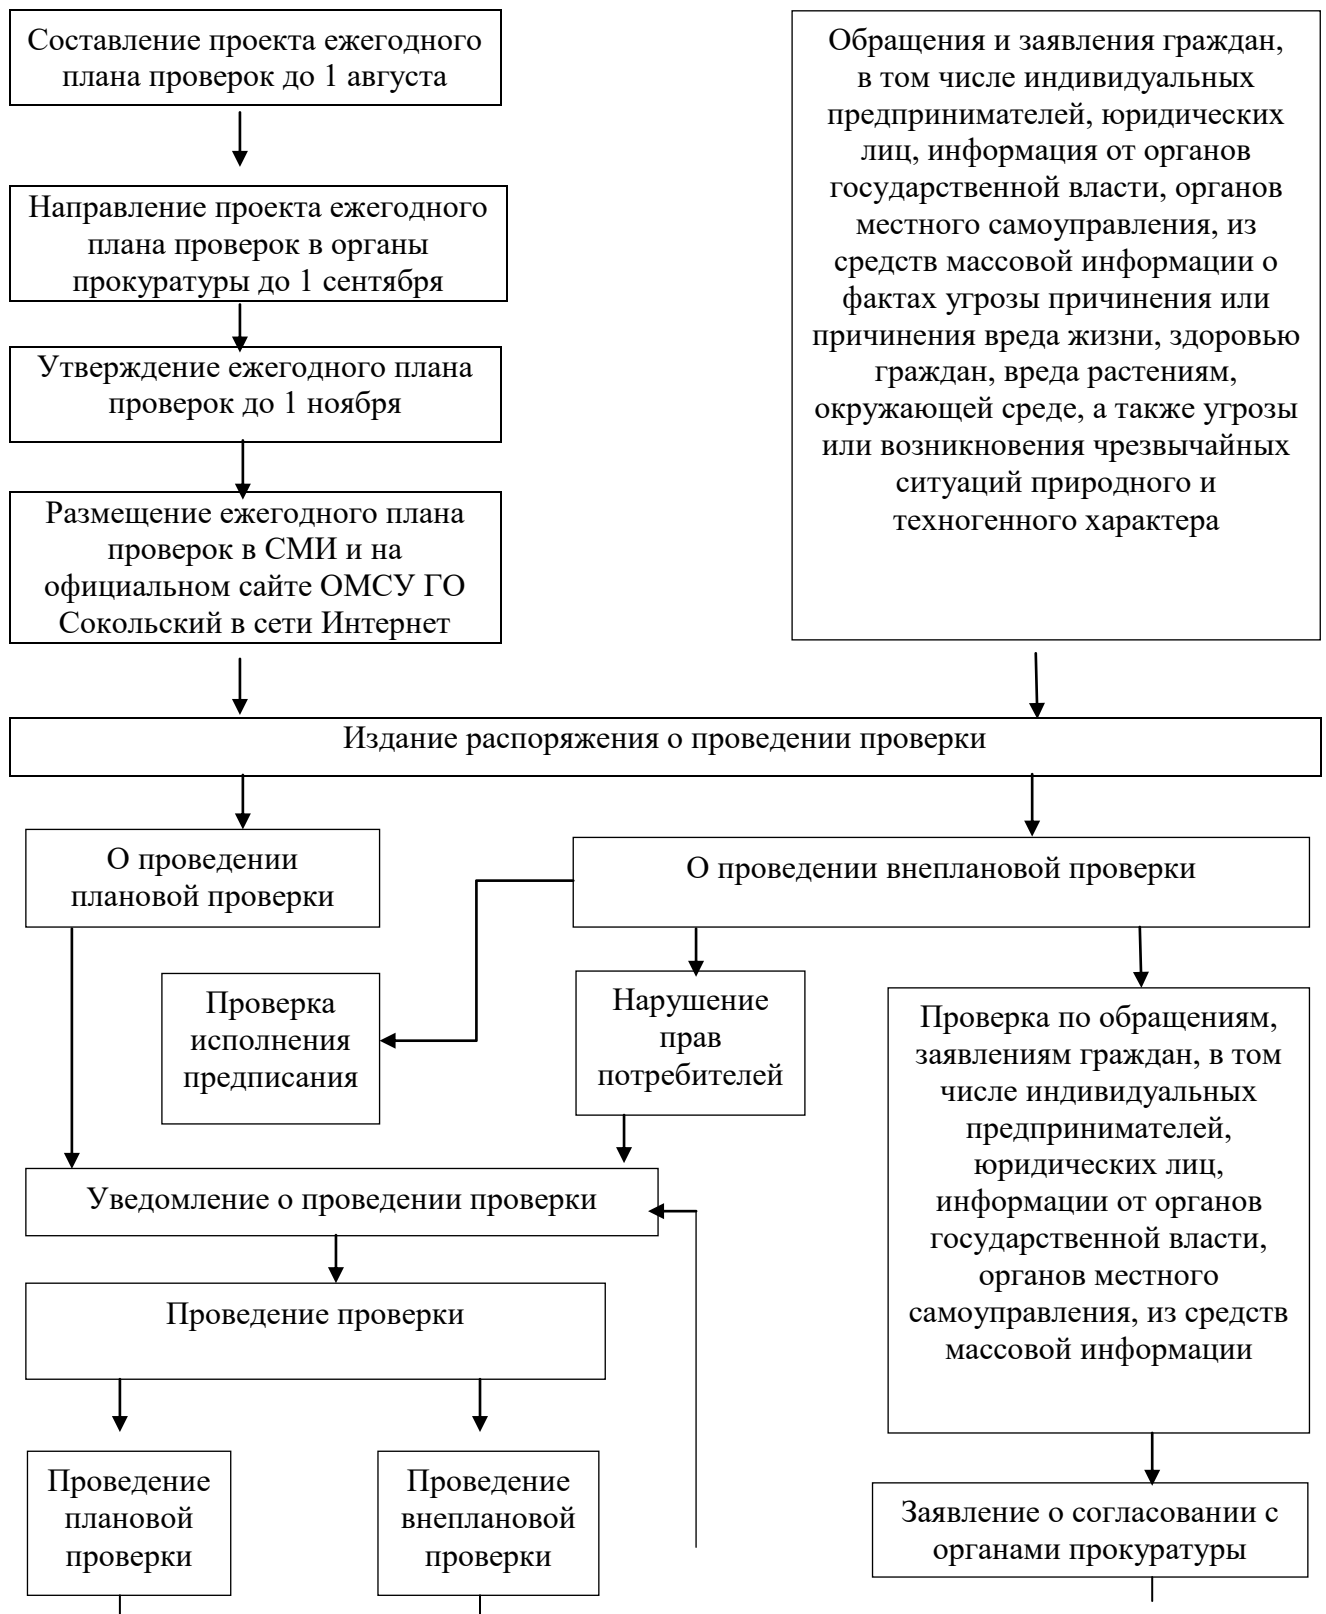 Составление проекта ежегодного
плана проверок до 1 августа
Направление проекта ежегодного
плана проверок в органы
прокуратуры до 1 сентября
Утверждение ежегодного плана
проверок до 1 ноября
Размещение ежегодного плана
проверок в СМИ и на
официальном сайте ОМСУ ГО
Сокольский в сети Интернет
Обращения и заявления граждан,
в том числе индивидуальных
предпринимателей, юридических
лиц, информация от органов
государственной власти, органов
местного самоуправления, из
средств массовой информации о
фактах угрозы причинения или
причинения вреда жизни, здоровью
граждан, вреда растениям,
окружающей среде, а также угрозы
или возникновения чрезвычайных
ситуаций природного и
техногенного характера
Издание распоряжения о проведении проверки
О проведении
плановой проверки
О проведении внеплановой проверки
Проверка
исполнения
предписания
Нарушение
прав
потребителей
Проверка по обращениям,
заявлениям граждан, в том
числе индивидуальных
предпринимателей,
юридических лиц,
информации от органов
государственной власти,
органов местного
самоуправления, из средств
массовой информации
Уведомление о проведении проверки
Проведение проверки
Проведение
плановой
проверки
Проведение
внеплановой
проверки
Заявление о согласовании с
органами прокуратуры